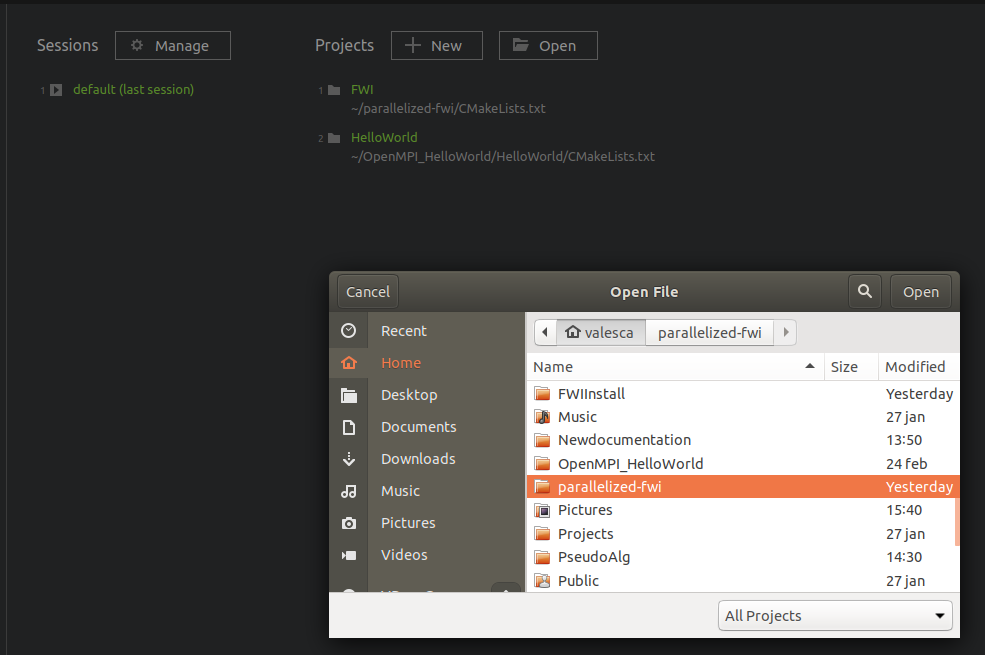 Sessions Manage Projects New Open
1 default (last session) 1 FWI
~/parallelized-fwi/CMakeLists.txt
2 HelloWorld
~/OpenMPI_HelloWorld/HelloWorld/CMakeLists.txt
Cancel Open File Open
Recent
Home
Desktop
Documents
Downloads
Music
Pictures
Videos
valesca parallelized-fwi
Name Size Modified
FWIInstall Yesterday
Music 27 jan
Newdocumentation 13:50
OpenMPI_HelloWorld 24 feb
parallelized-fwi Yesterday
Pictures 15:40
Projects 27 jan
PseudoAlg 14:30
Public 27 jan
All Projects